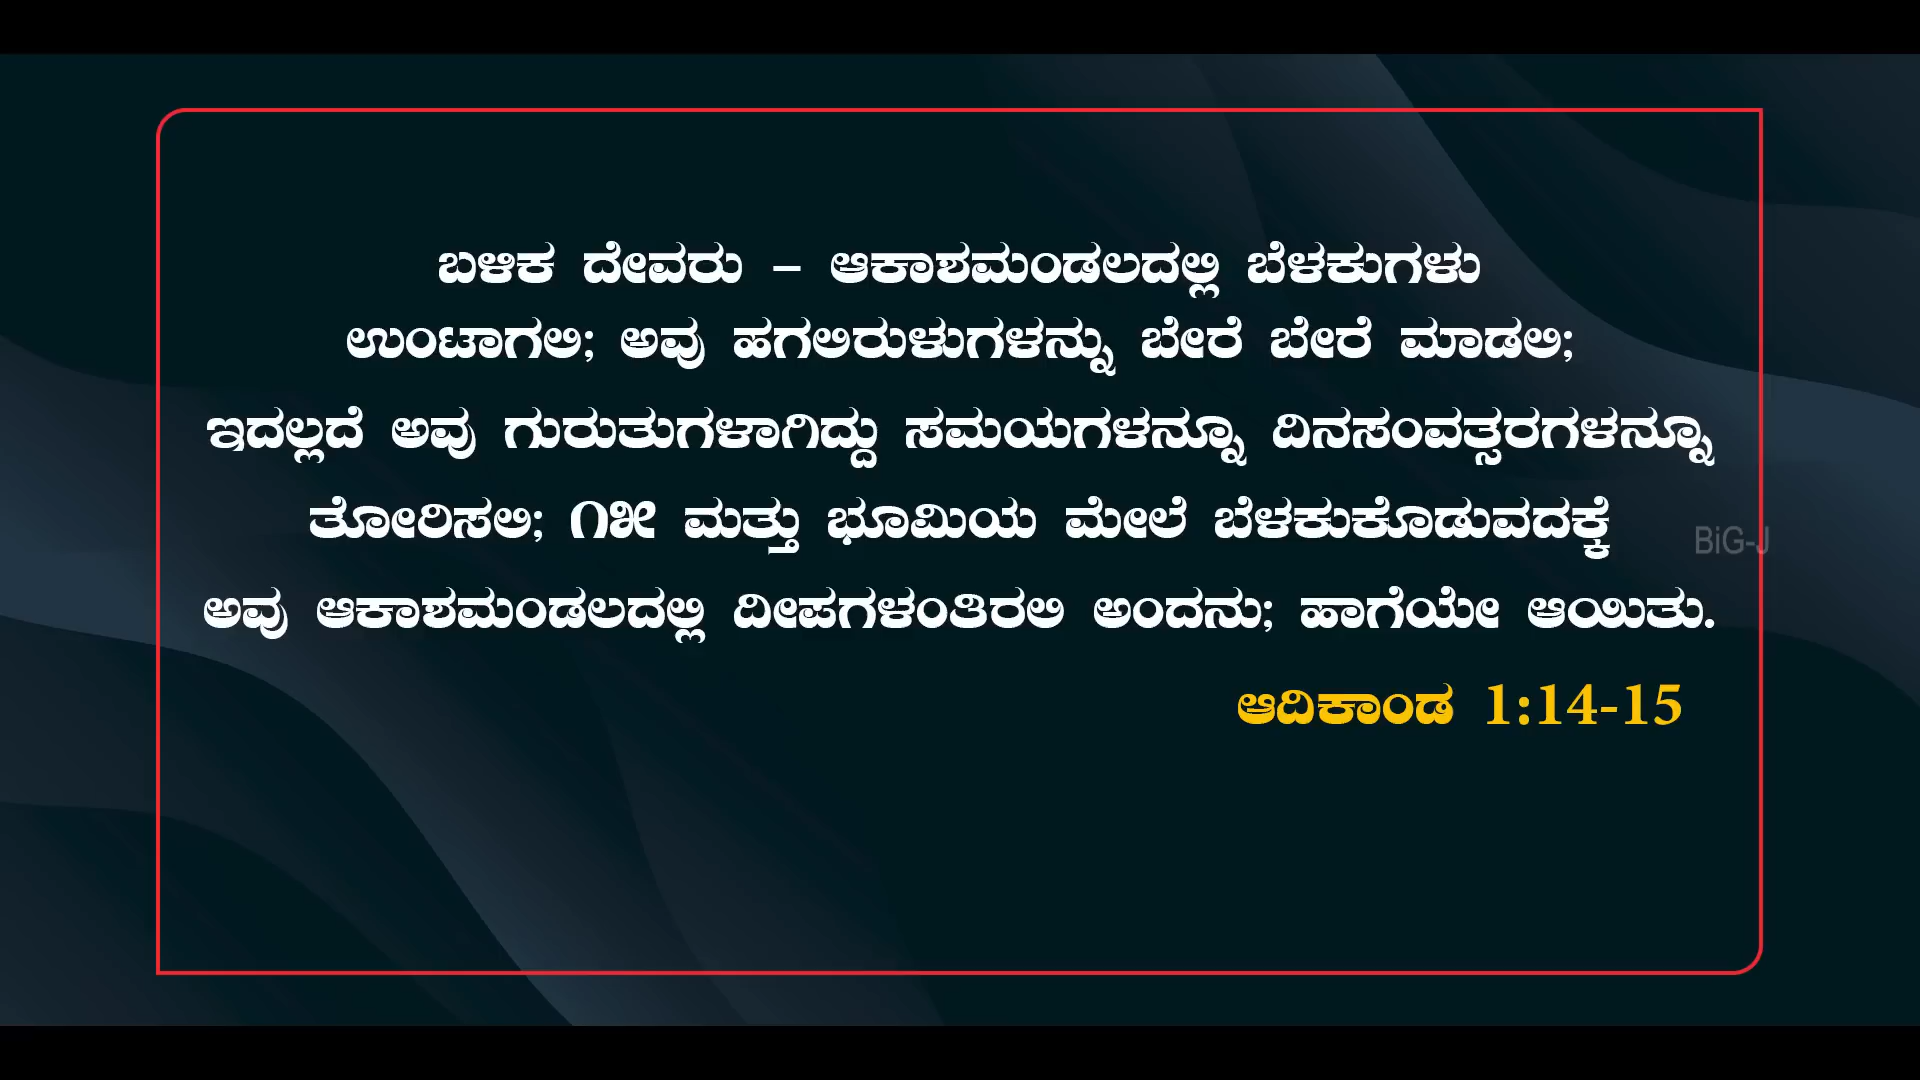 ಬಳಿಕ ದೇವರು – ಆಕಾಶಮಂಡಲದಲ್ಲಿ ಬೆಳಕುಗಳು
ಉಂಟಾಗಲಿ; ಅವು ಹಗಲಿರುಳುಗಳನ್ನು ಬೇರೆ ಬೇರೆ ಮಾಡಲಿ;
ಇದಲ್ಲದೆ ಅವು ಗುರುತುಗಳಾಗಿದ್ದು ಸಮಯಗಳನ್ನೂ ದಿನಸಂವತ್ಸರಗಳನ್ನೂ
ತೋರಿಸಲಿ; ೧೫ ಮತ್ತು ಭೂಮಿಯ ಮೇಲೆ ಬೆಳಕುಕೊಡುವದಕ್ಕೆ
BiG-J
ಅವು ಆಕಾಶಮಂಡಲದಲ್ಲಿ ದೀಪಗಳಂತಿರಲಿ ಅಂದನು; ಹಾಗೆಯೇ ಆಯಿತು.
ಆದಿಕಾಂಡ 1:14-15